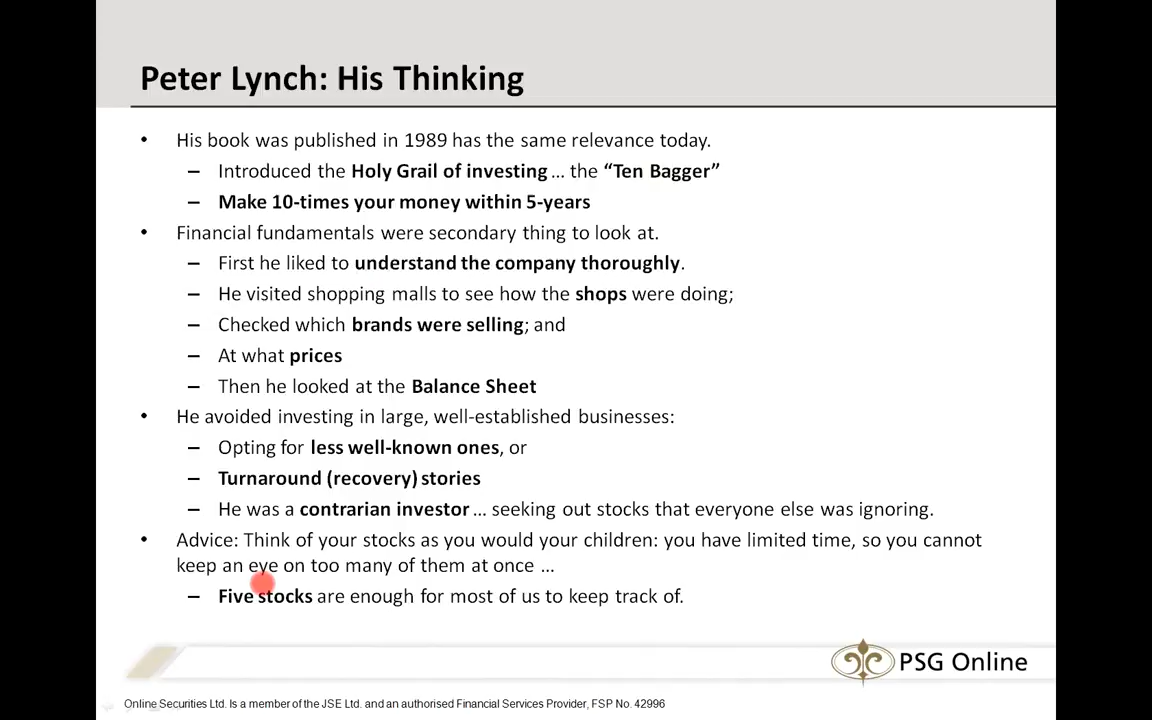 Peter Lynch: His Thinking
• His book was published in 1989 has the same relevance today.
– Introduced the Holy Grail of investing ... the “Ten Bagger”
– Make 10-times your money within 5-years
• Financial fundamentals were secondary thing to look at.
– First he liked to understand the company thoroughly.
– He visited shopping malls to see how the shops were doing;
– Checked which brands were selling; and
– At what prices
– Then he looked at the Balance Sheet
• He avoided investing in large, well-established businesses:
– Opting for less well-known ones, or
– Turnaround (recovery) stories
– He was a contrarian investor ... seeking out stocks that everyone else was ignoring.
• Advice: Think of your stocks as you would your children: you have limited time, so you cannot
keep an eye on too many of them at once ...
– Five stocks are enough for most of us to keep track of.
PSG Online
Online Securities Ltd. Is a member of the JSE Ltd. and an authorised Financial Services Provider, FSP No. 42996